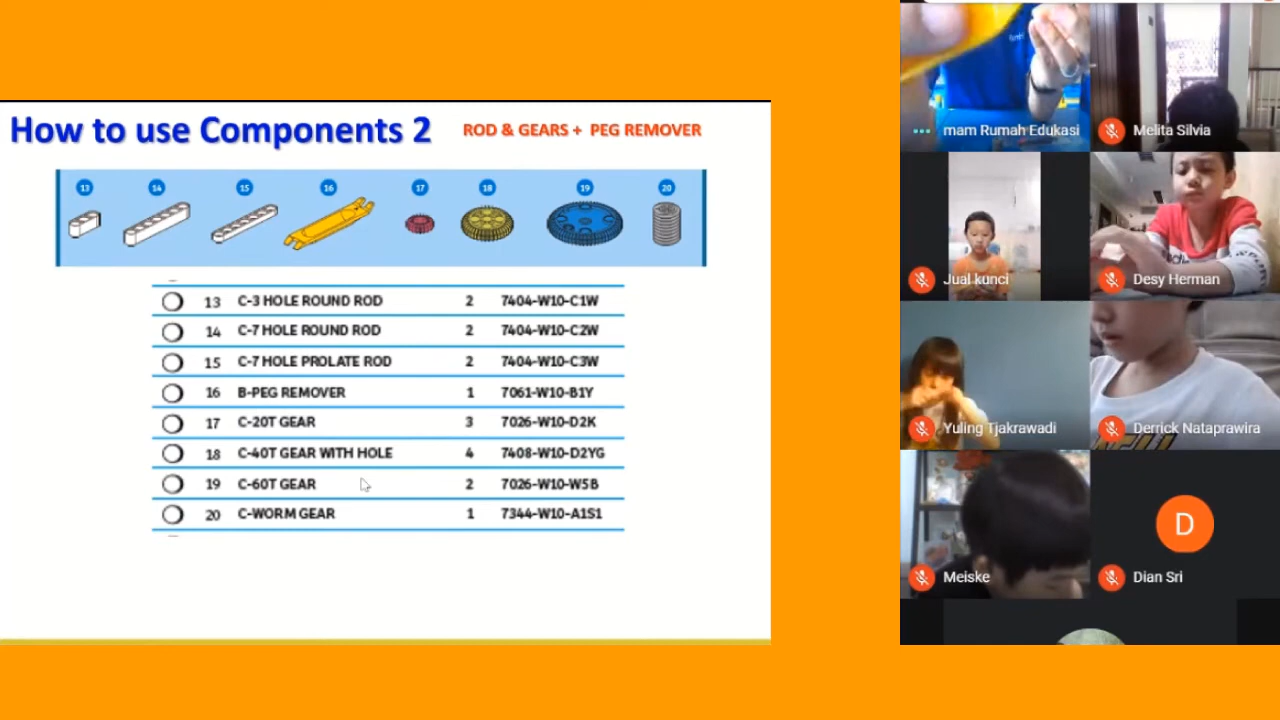 How to use Components 2
ROD & GEARS + PEG REMOVER
13 14 15 16 17 18 19 20
13 C-3 HOLE ROUND ROD 2 7404-W10-C1W
14 C-7 HOLE ROUND ROD 2 7404-W10-C2W
15 C-7 HOLE PROLATE ROD 2 7404-W10-C3W
16 B-PEG REMOVER 1 7061-W10-B1Y
17 C-20T GEAR 3 7026-W10-D2K
18 C-40T GEAR WITH HOLE 4 7408-W10-D2YG
19 C-60T GEAR 2 7026-W10-W5B
20 C-WORM GEAR 1 7344-W10-A1S1
mam Rumah Edukasi
Melita Silvia
Jual kunci
Desy Herman
Yuling Tjakrawadi
Derrick Nataprawira
Meiske
D
Dian Sri